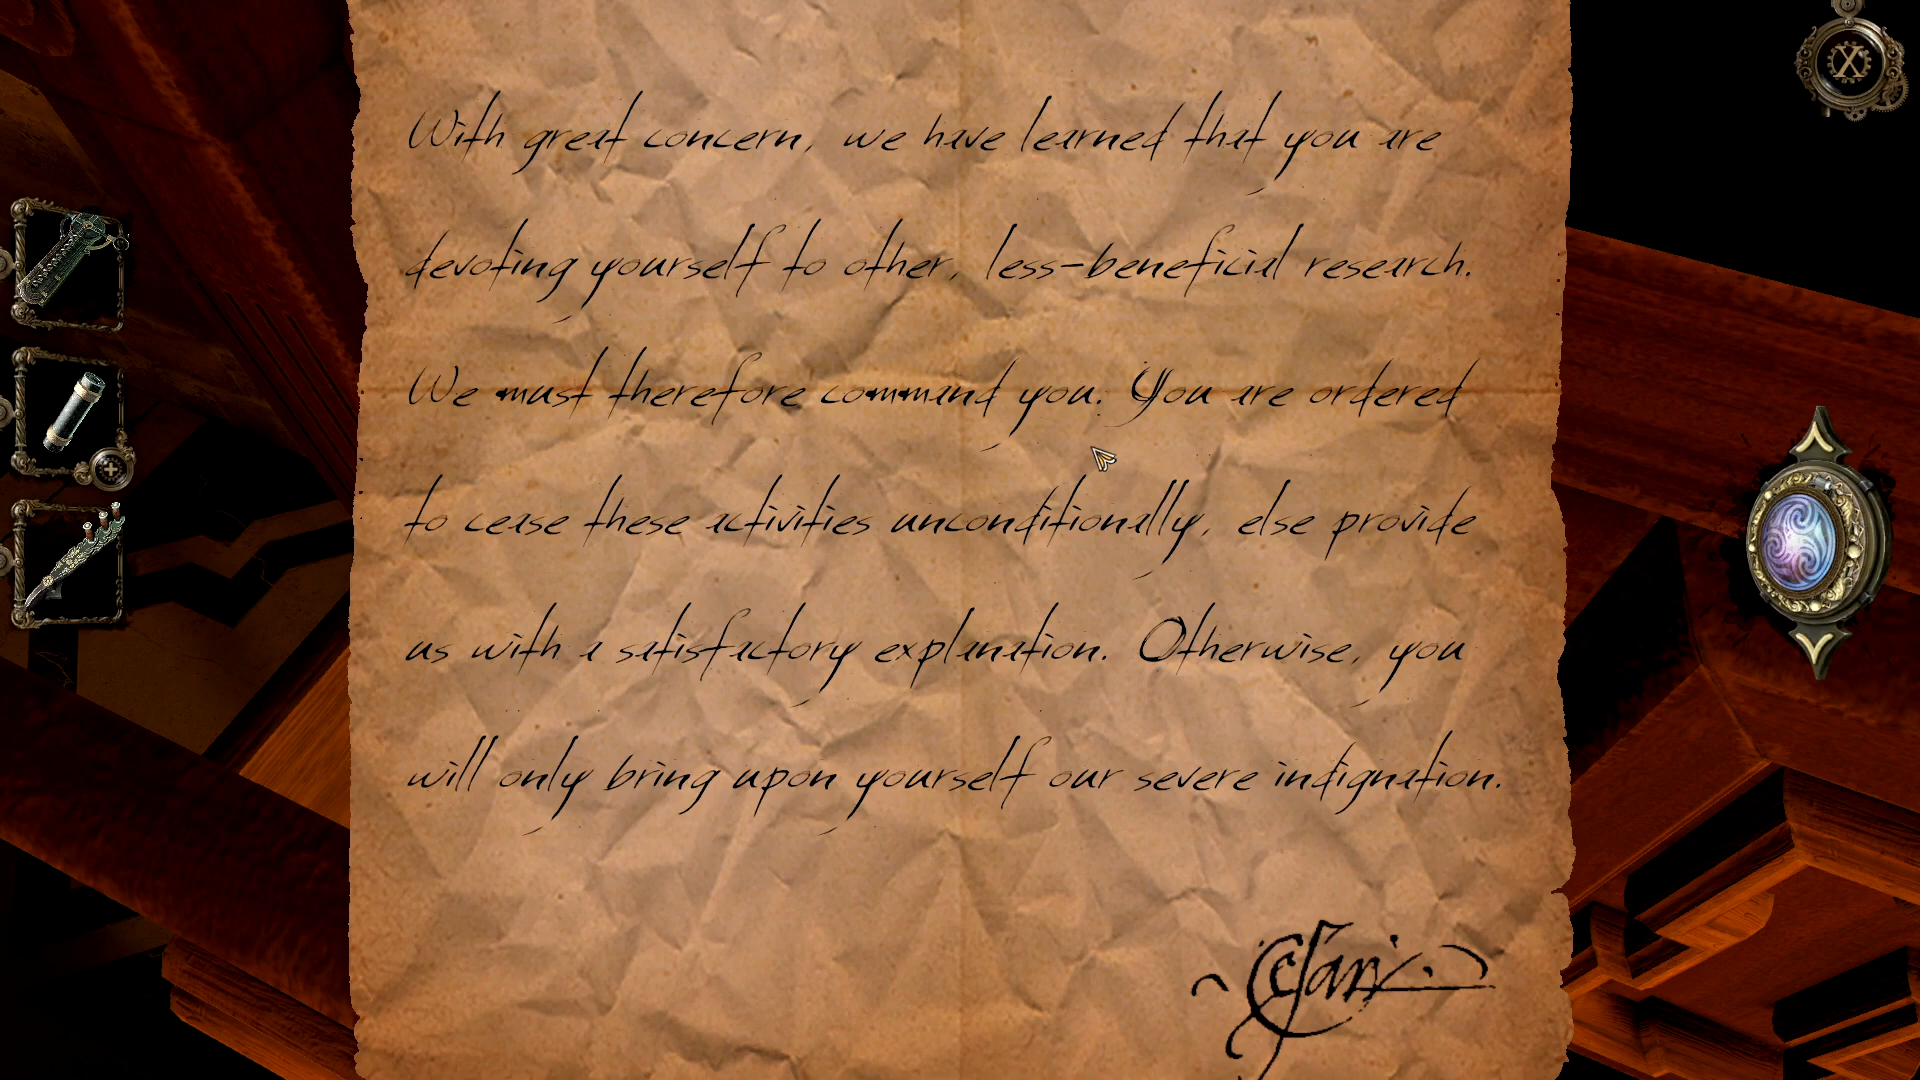 With great concern, we have learned that you are
devoting yourself to other, less-beneficial research.
We must therefore command you: You are ordered
to cease these activities unconditionally, else provide
us with a satisfactory explanation. Otherwise, you
will only bring upon yourself our severe indignation.
X